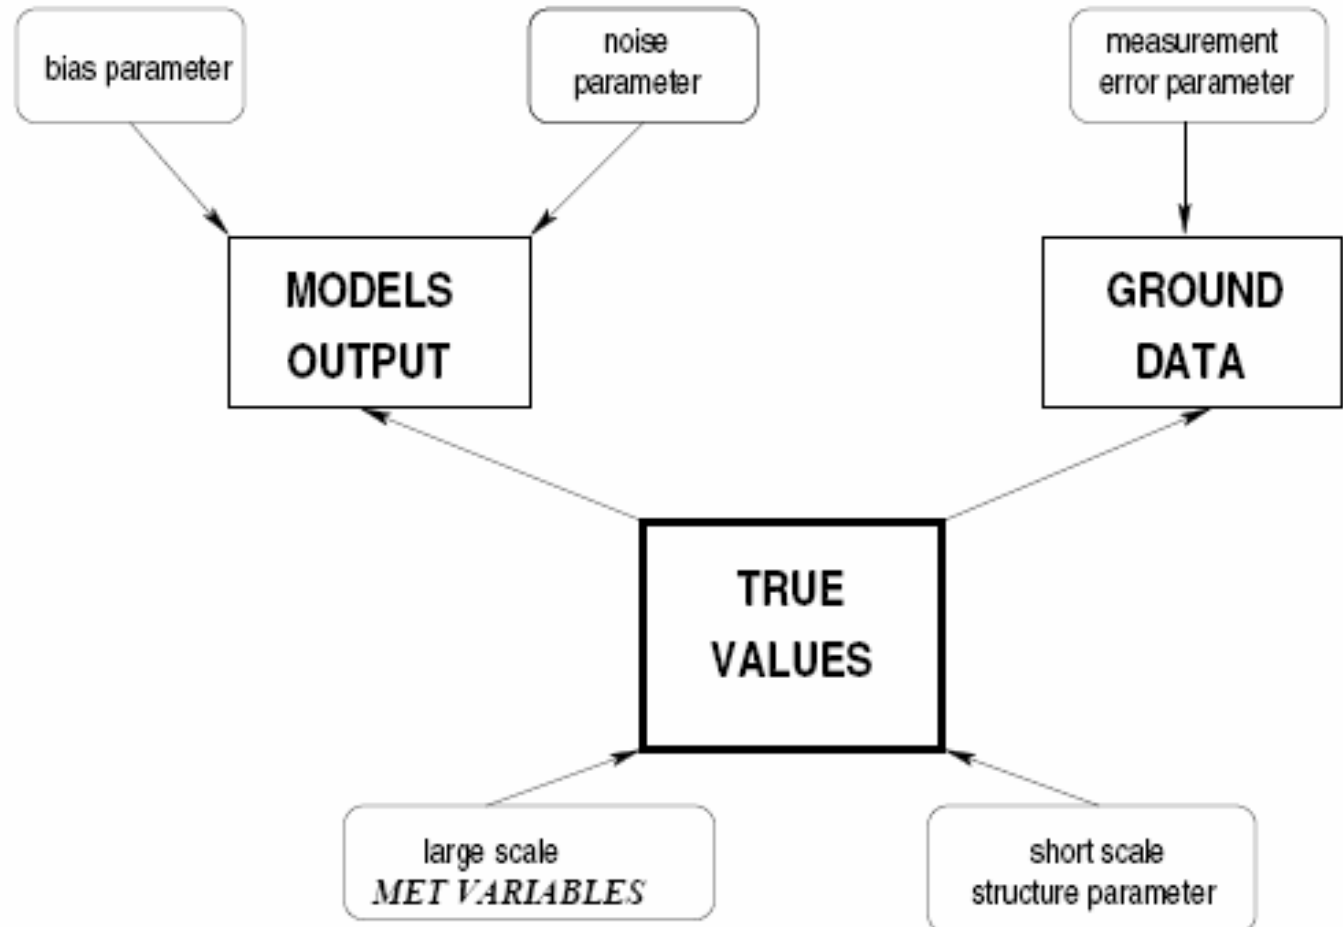 bias parameter
noise
parameter
measurement
error parameter
MODELS
OUTPUT
GROUND
DATA
TRUE
VALUES
large scale
MET VARIABLES
short scale
structure parameter